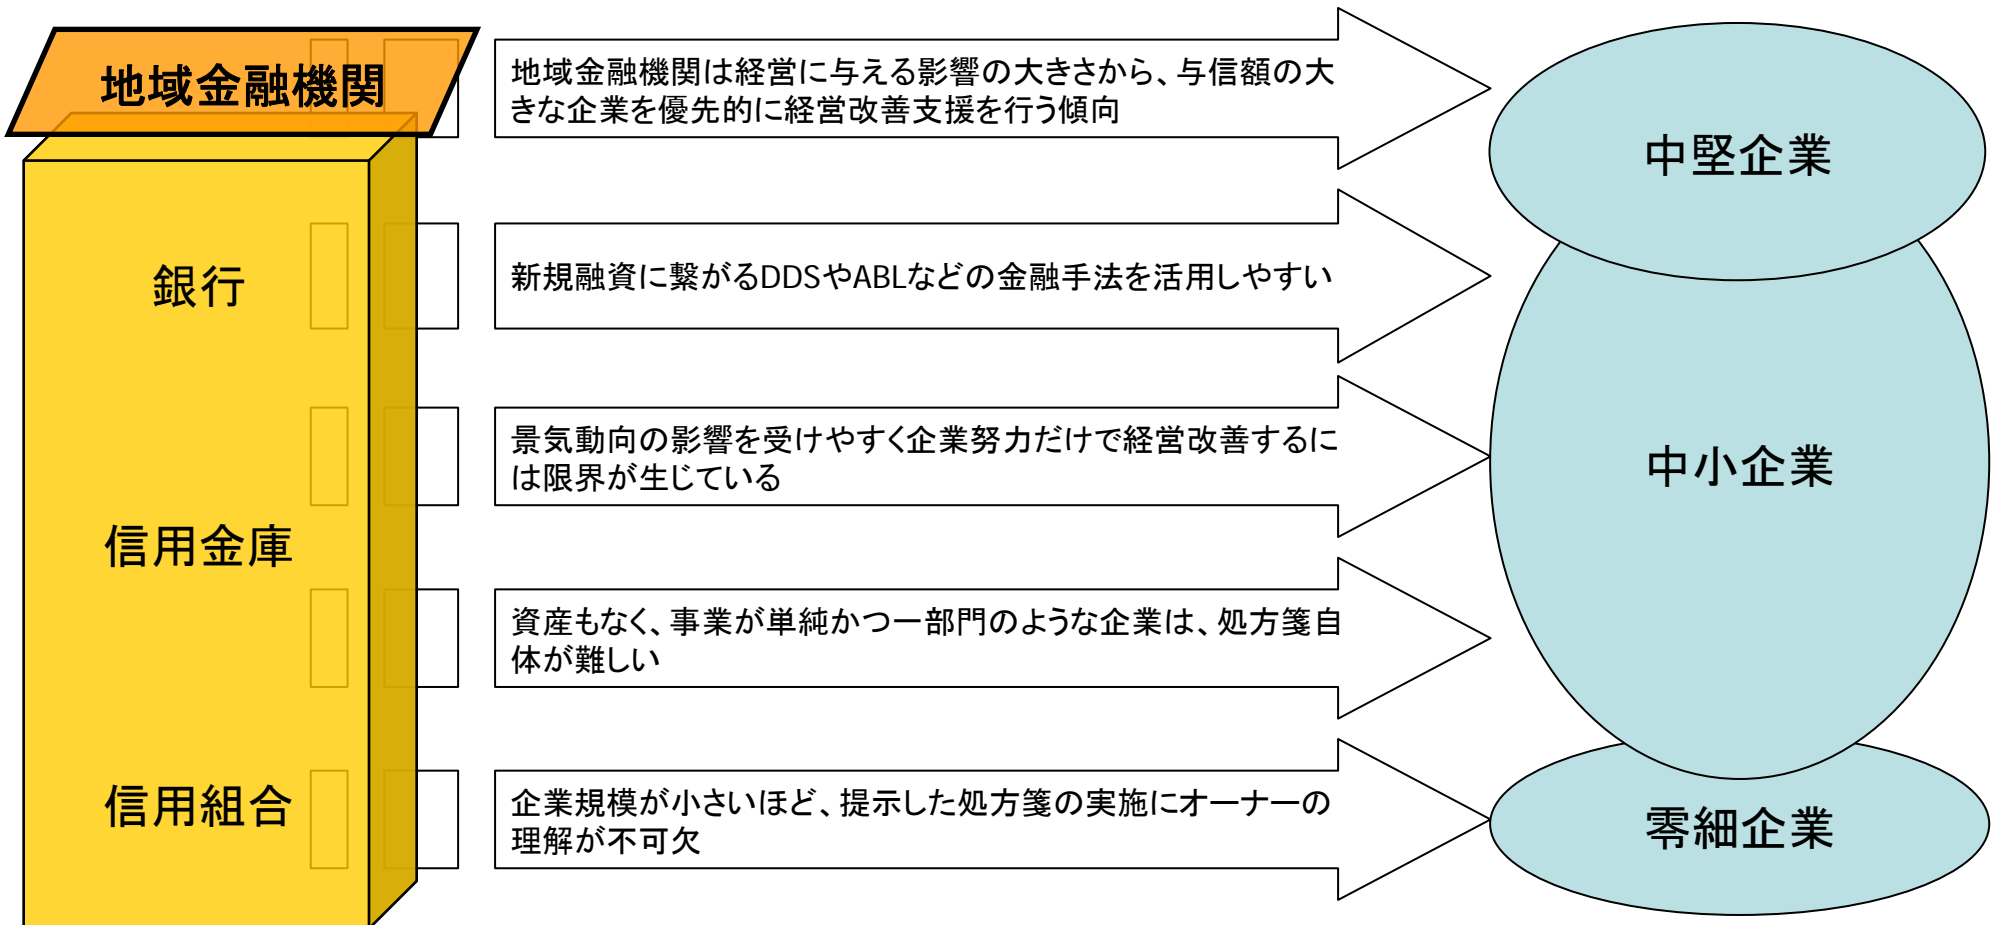 地域金融機関
銀行
信用金庫
信用組合
地域金融機関は経営に与える影響の大きさから、与信額の大
きな企業を優先的に経営改善支援を行う傾向
新規融資に繋がるDDSやABLなどの金融手法を活用しやすい
景気動向の影響を受けやすく企業努力だけで経営改善するに
は限界が生じている
資産もなく、事業が単純かつ一部門のような企業は、処方箋自
体が難しい
企業規模が小さいほど、提示した処方箋の実施にオーナーの
理解が不可欠
中堅企業
中小企業
零細企業